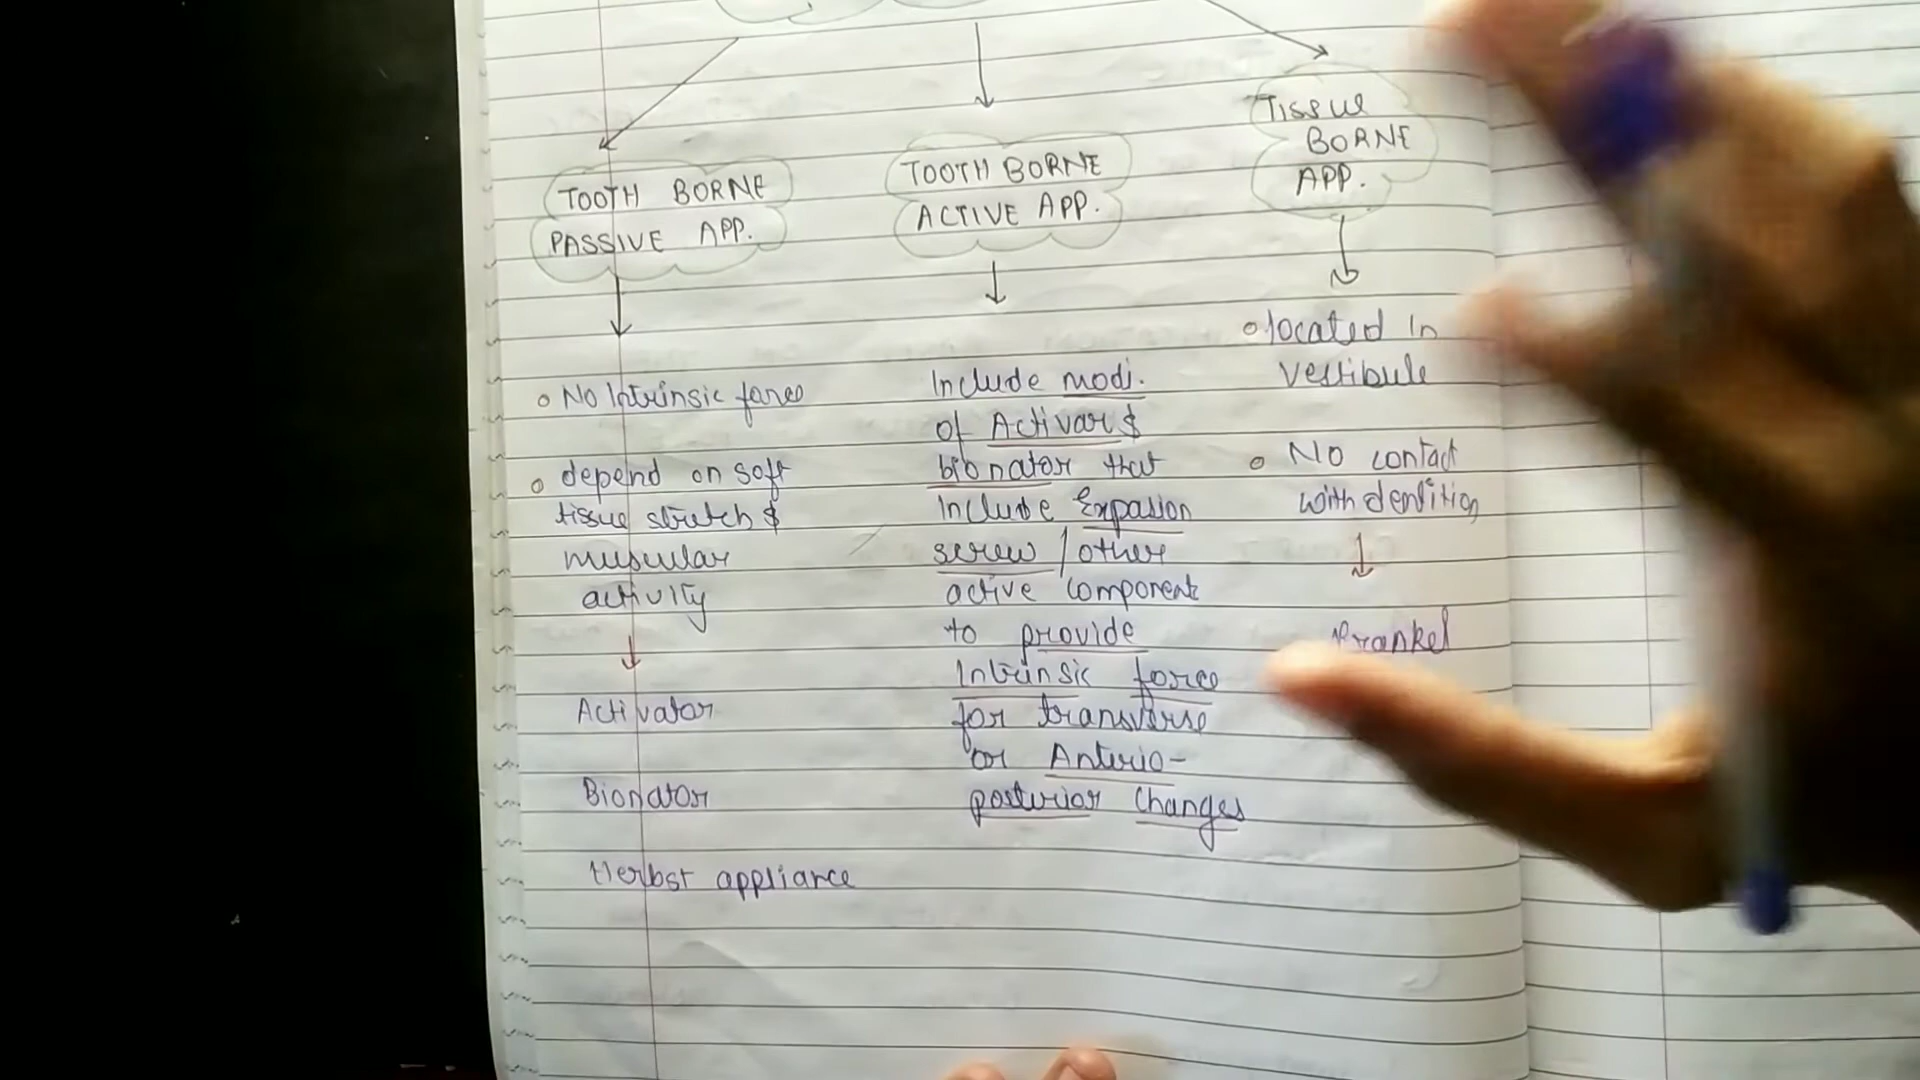 TOOTH BORNE
PASSIVE APP.
No Intrinsic force
depend on soft
tissue stretch &
muscular
activity
Activator
Bionator
Herbst appliance
TOOTH BORNE
ACTIVE APP.
Include modi.
of Activar &
bionator that
Include Expasion
screw / other
active component
to provide
Intrinsic force
for transverse
or Anterio-
posterior changes
Tissue
BORNE
APP.
located In
vestibule
No contact
with dentition
Frankel